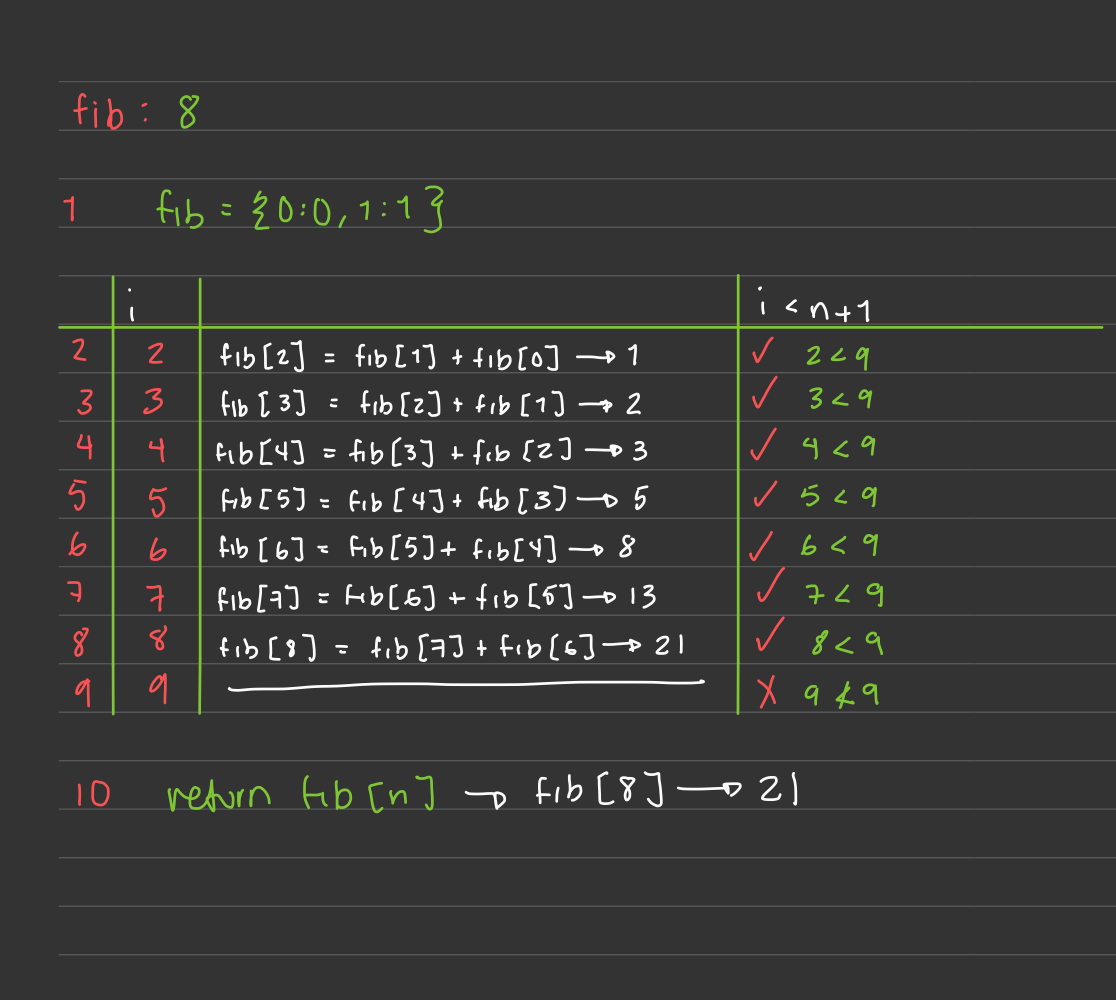 fib : 8
1 fib = {0:0, 1:1}
i i < n+1
2 2 fib[2] = fib[1] + fib[0] → 1 ✓ 2 < 9
3 3 fib[3] = fib[2] + fib[1] → 2 ✓ 3 < 9
4 4 fib[4] = fib[3] + fib[2] → 3 ✓ 4 < 9
5 5 fib[5] = fib[4] + fib[3] → 5 ✓ 5 < 9
6 6 fib[6] = fib[5] + fib[4] → 8 ✓ 6 < 9
7 7 fib[7] = fib[6] + fib[5] → 13 ✓ 7 < 9
8 8 fib[8] = fib[7] + fib[6] → 21 ✓ 8 < 9
9 9 ✗ 9 ≮ 9
10 return fib[n] → fib[8] → 21